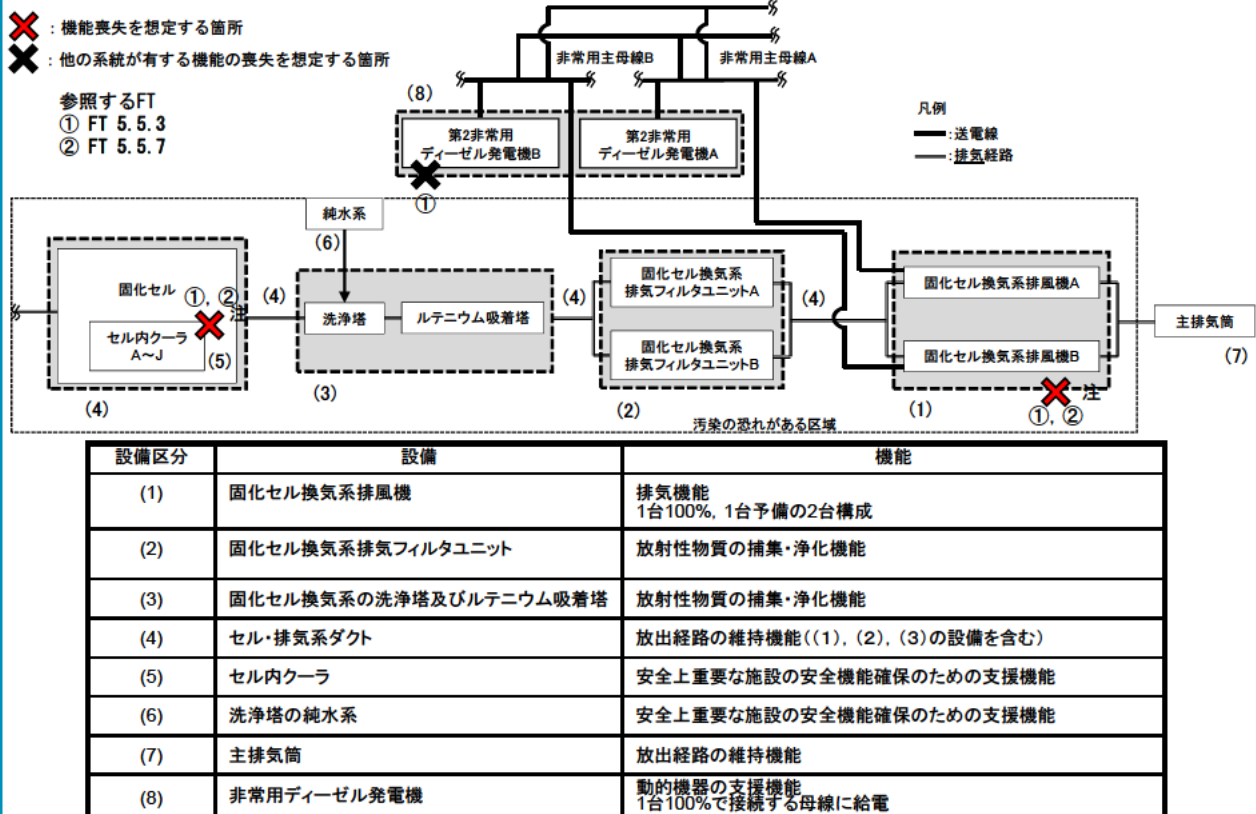 ：機能喪失を想定する箇所
：他の系統が有する機能の喪失を想定する箇所
参照するFT
① FT 5.5.3
② FT 5.5.7
非常用主母線B
非常用主母線A
(8)
第2非常用
ディーゼル発電機B
第2非常用
ディーゼル発電機A
①
凡例
:送電線
:排気経路
純水系
(6)
固化セル
①, ②
注
セル内クーラ
A～J
(5)
(4)
(4)
洗浄塔
ルテニウム吸着塔
(3)
(4)
固化セル換気系
排気フィルタユニットA
固化セル換気系
排気フィルタユニットB
(2)
(4)
固化セル換気系排風機A
固化セル換気系排風機B
(1)
注
①, ②
主排気筒
(7)
汚染の恐れがある区域
設備区分 設備 機能
(1) 固化セル換気系排風機 排気機能
1台100%, 1台予備の2台構成
(2) 固化セル換気系排気フィルタユニット 放射性物質の捕集・浄化機能
(3) 固化セル換気系の洗浄塔及びルテニウム吸着塔 放射性物質の捕集・浄化機能
(4) セル・排気系ダクト 放出経路の維持機能((1), (2), (3)の設備を含む)
(5) セル内クーラ 安全上重要な施設の安全機能確保のための支援機能
(6) 洗浄塔の純水系 安全上重要な施設の安全機能確保のための支援機能
(7) 主排気筒 放出経路の維持機能
(8) 非常用ディーゼル発電機 動的機器の支援機能
1台100%で接続する母線に給電